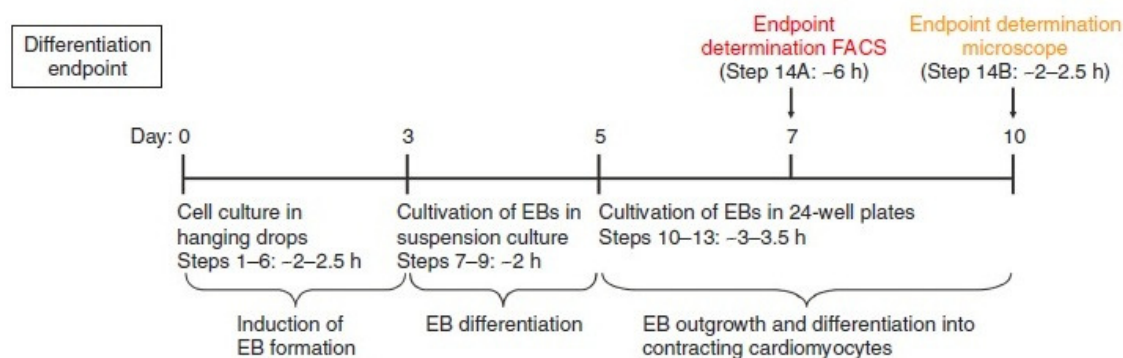 Differentiation
endpoint
Endpoint
determination FACS
(Step 14A: ~6 h)
Endpoint determination
microscope
(Step 14B: ~2–2.5 h)
Day: 0 3 5 7 10
Cell culture in
hanging drops
Steps 1–6: ~2–2.5 h
Cultivation of EBs in
suspension culture
Steps 7–9: ~2 h
Cultivation of EBs in 24-well plates
Steps 10–13: ~3–3.5 h
Induction of
EB formation
EB differentiation
EB outgrowth and differentiation into
contracting cardiomyocytes